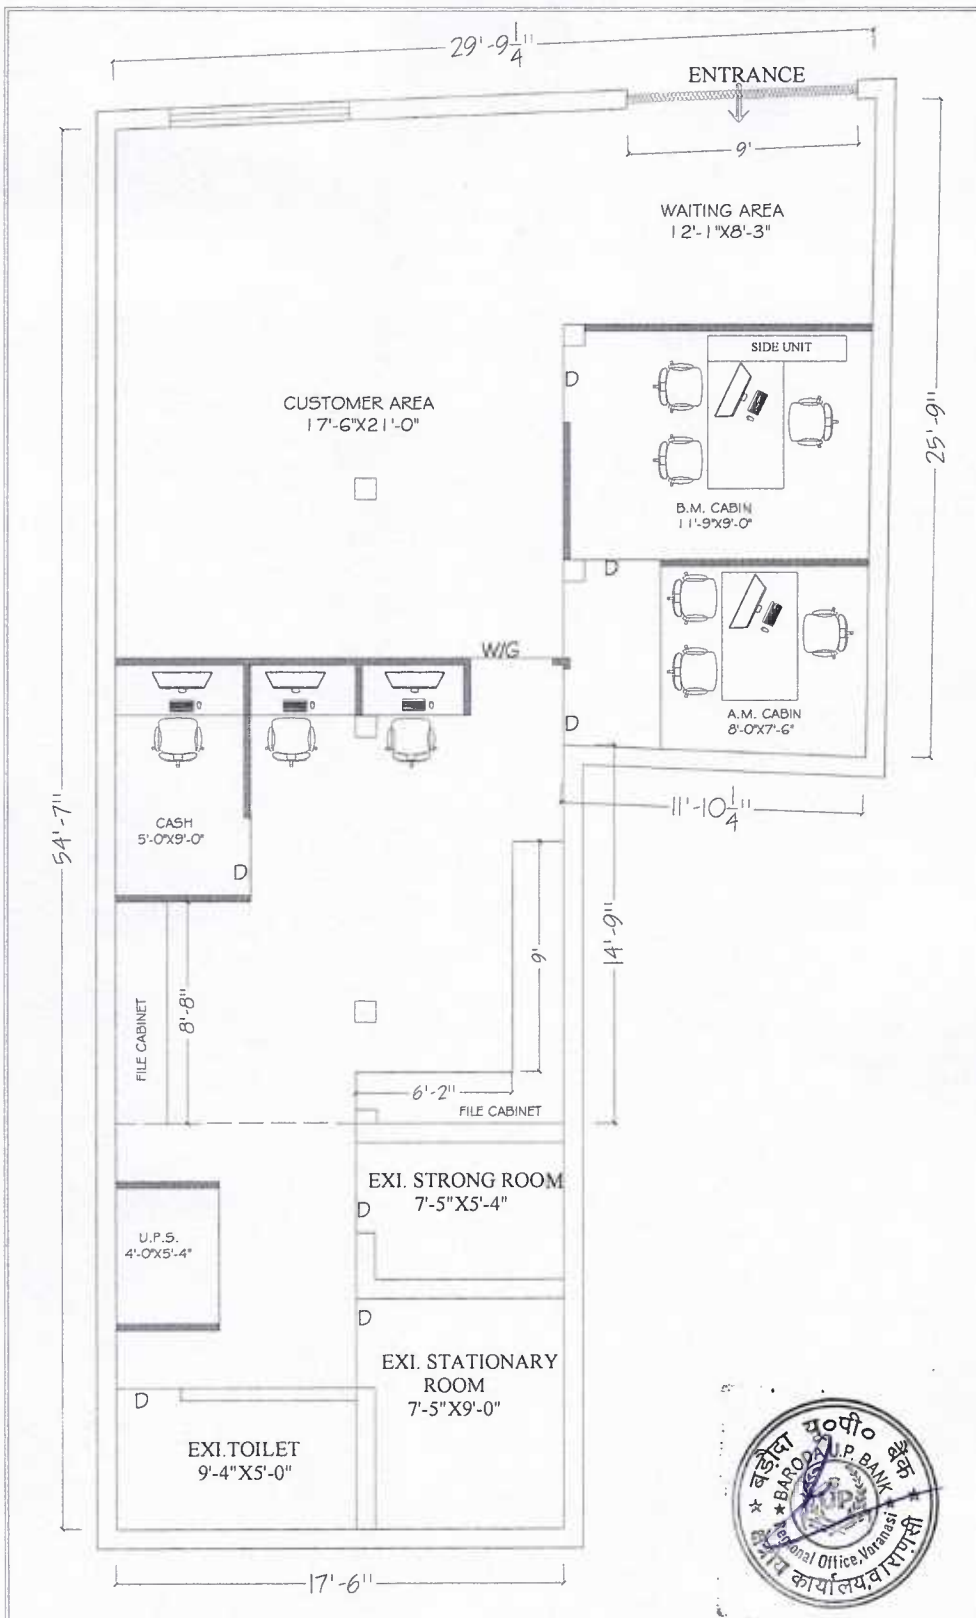 29'-9 1/4"
ENTRANCE
9'
WAITING AREA
12'-1"X8'-3"
SIDE UNIT
CUSTOMER AREA
17'-6"X21'-0"
25'-9"
B.M. CABIN
11'-9"X9'-0"
D
D
W/G
A.M. CABIN
8'-0"X7'-6"
D
11'-10 1/4"
54'-7"
CASH
5'-0"X9'-0"
D
14'-9"
9'
8'-8"
FILE CABINET
6'-2"
FILE CABINET
EXI. STRONG ROOM
7'-5"X5'-4"
D
U.P.S.
4'-0"X5'-4"
D
EXI. STATIONARY
ROOM
7'-5"X9'-0"
D
EXI.TOILET
9'-4"X5'-0"
17'-6"
बड़ौदा यू०पी० बैंक
BARODA U.P. BANK
UP
Regional Office, Varanasi
क्षेत्रीय कार्यालय, वाराणसी